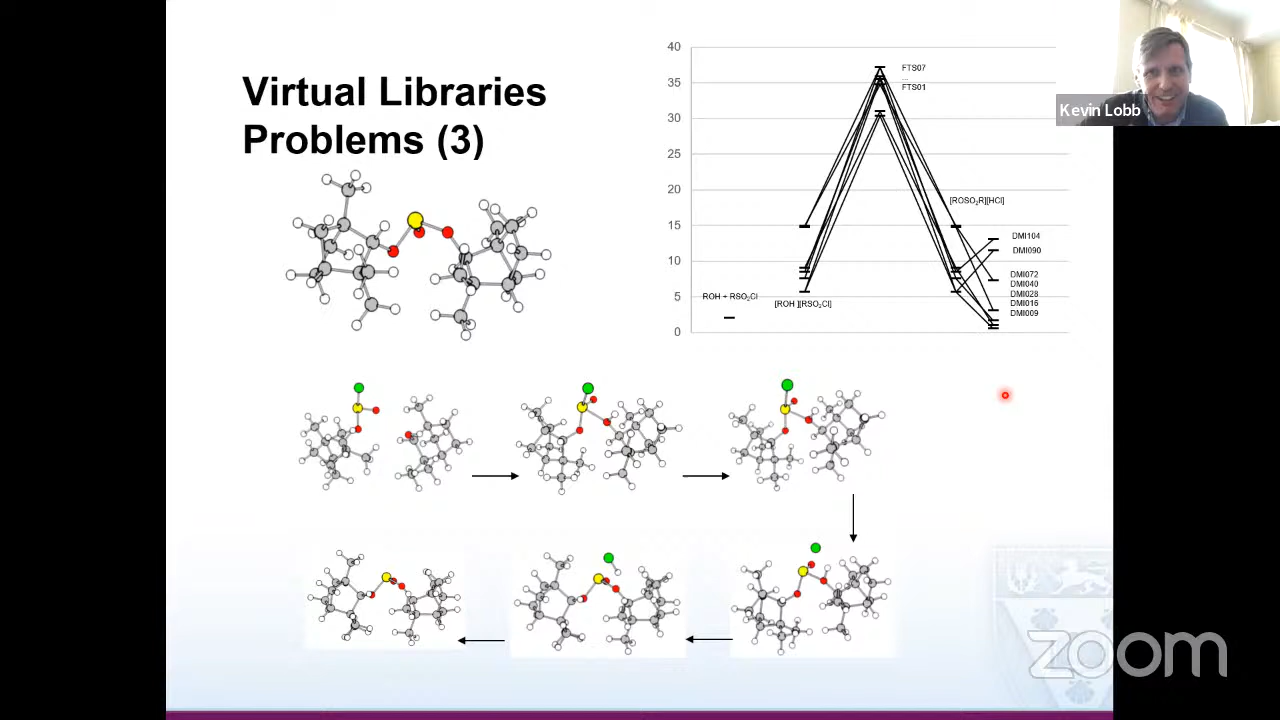 Virtual Libraries
Problems (3)
40
35
30
25
20
15
10
5
0
FTS07
...
FTS01
[ROSO₂R][HCl]
DMI104
DMI090
DMI072
DMI040
DMI028
DMI016
DMI009
ROH + RSO₂Cl
[ROH ][RSO₂Cl]
Kevin Lobb
zoom